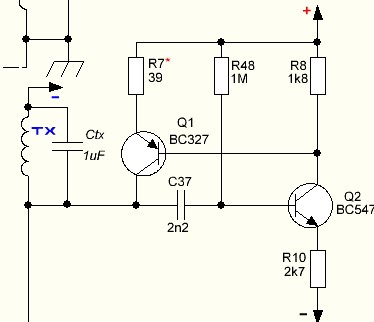 +
R7*
39
R48
1M
R8
1k8
-
TX
Ctx
1uF
Q1
BC327
C37
2n2
Q2
BC547
R10
2k7
-